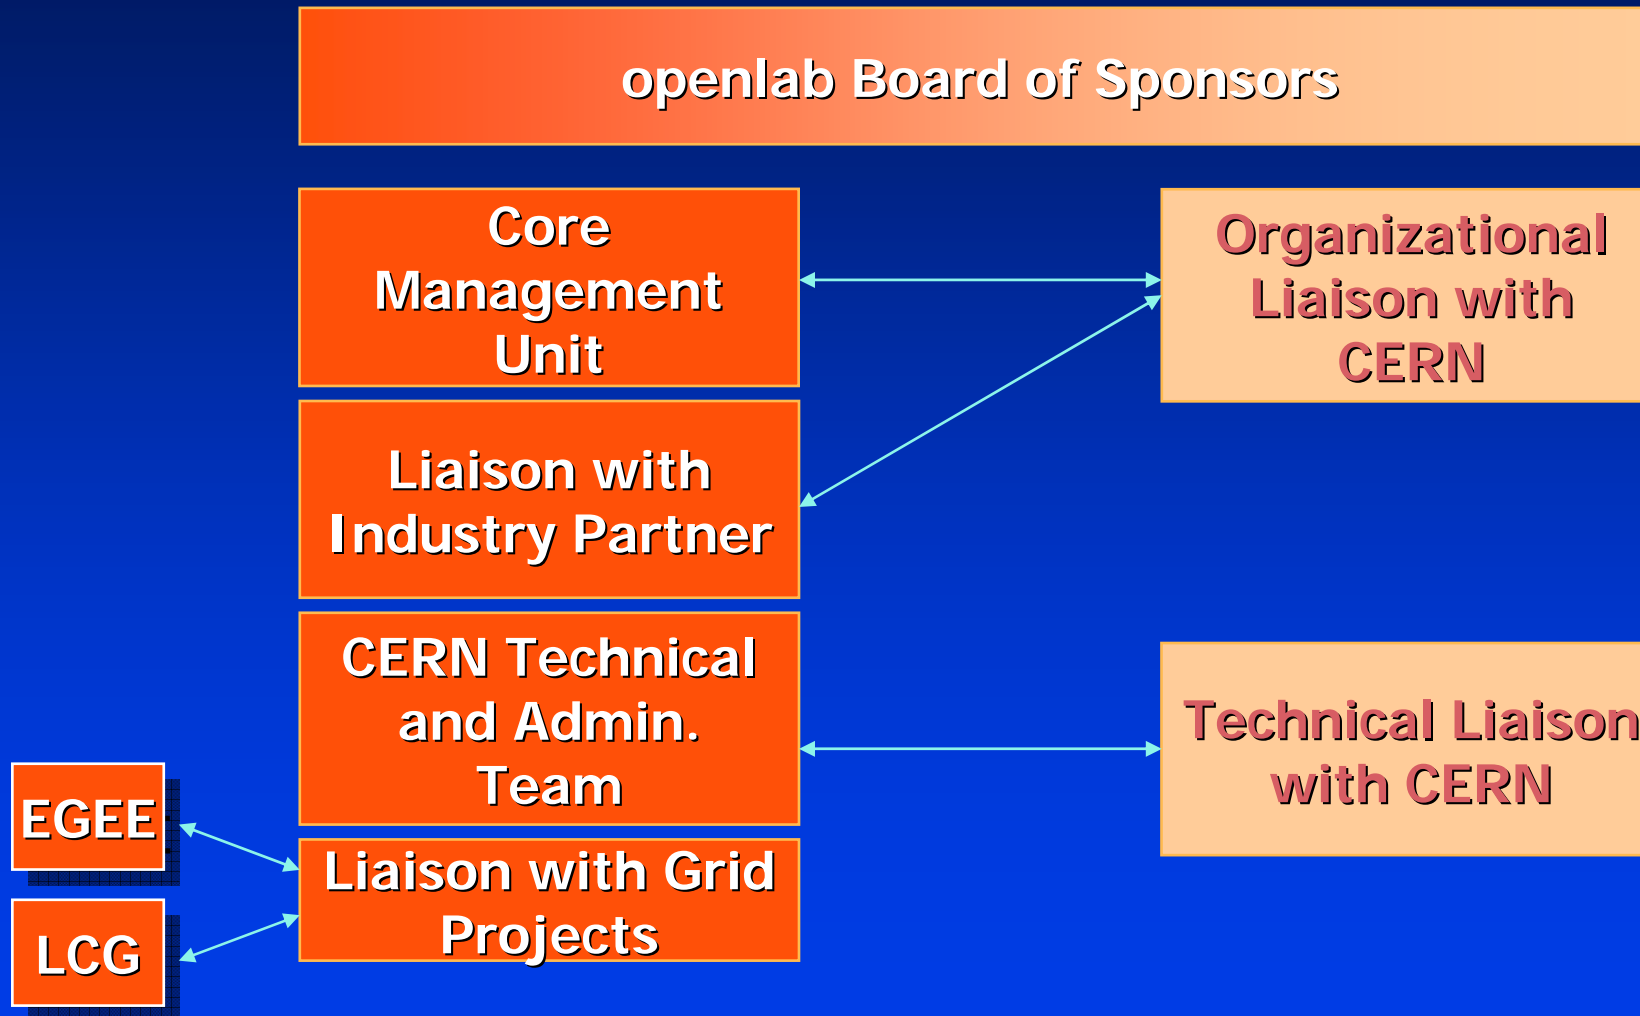 openlab Board of Sponsors
Core
Management
Unit
Organizational
Liaison with
CERN
Liaison with
Industry Partner
CERN Technical
and Admin.
Team
Technical Liaison
with CERN
EGEE
LCG
Liaison with Grid
Projects